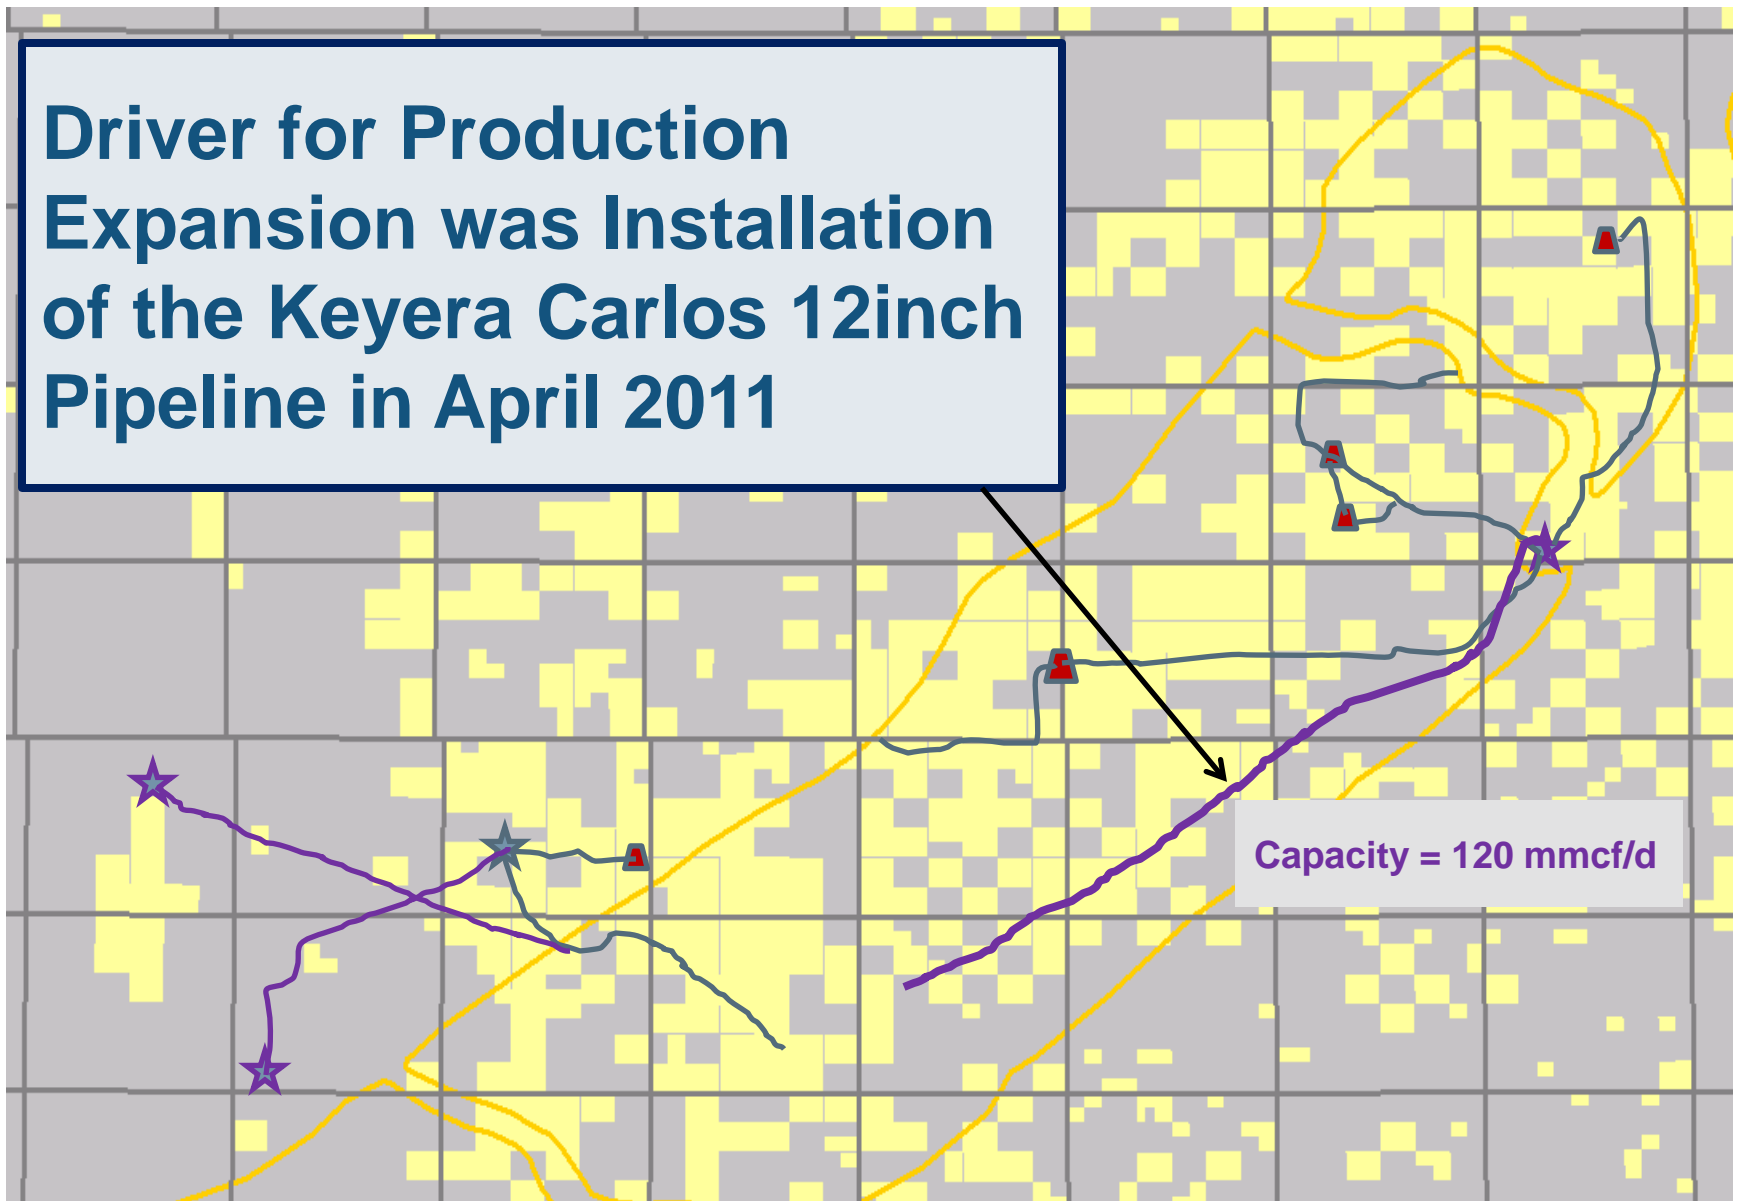 Driver for Production
Expansion was Installation
of the Keyera Carlos 12inch
Pipeline in April 2011
Capacity = 120 mmcf/d